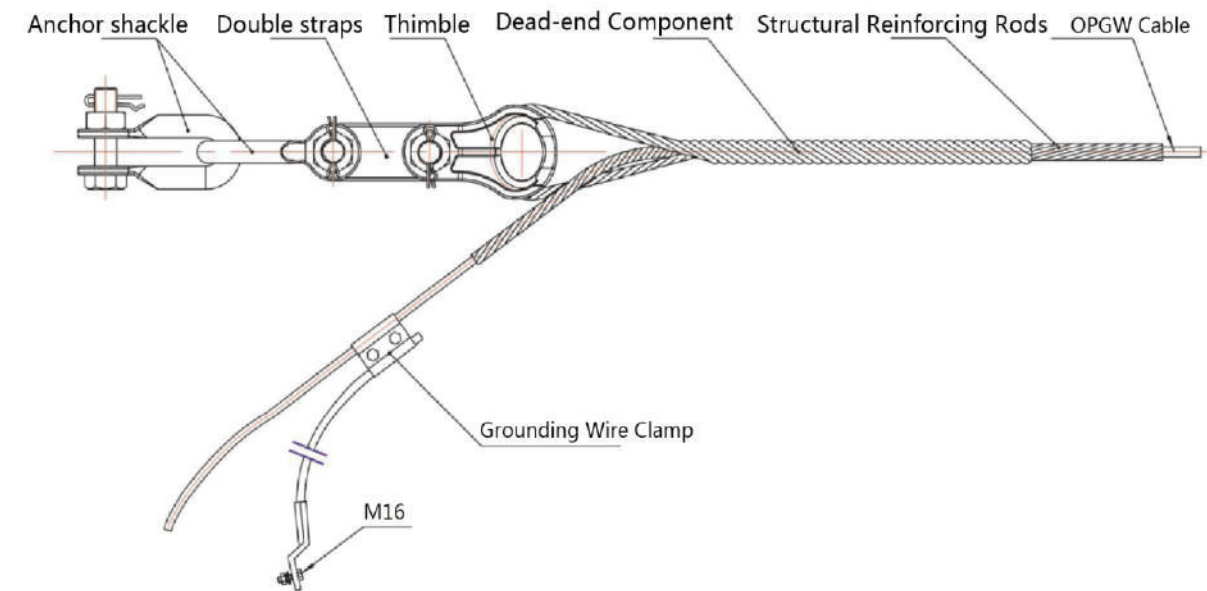 Anchor shackle
Double straps
Thimble
Dead-end Component
Structural Reinforcing Rods
OPGW Cable
Grounding Wire Clamp
M16